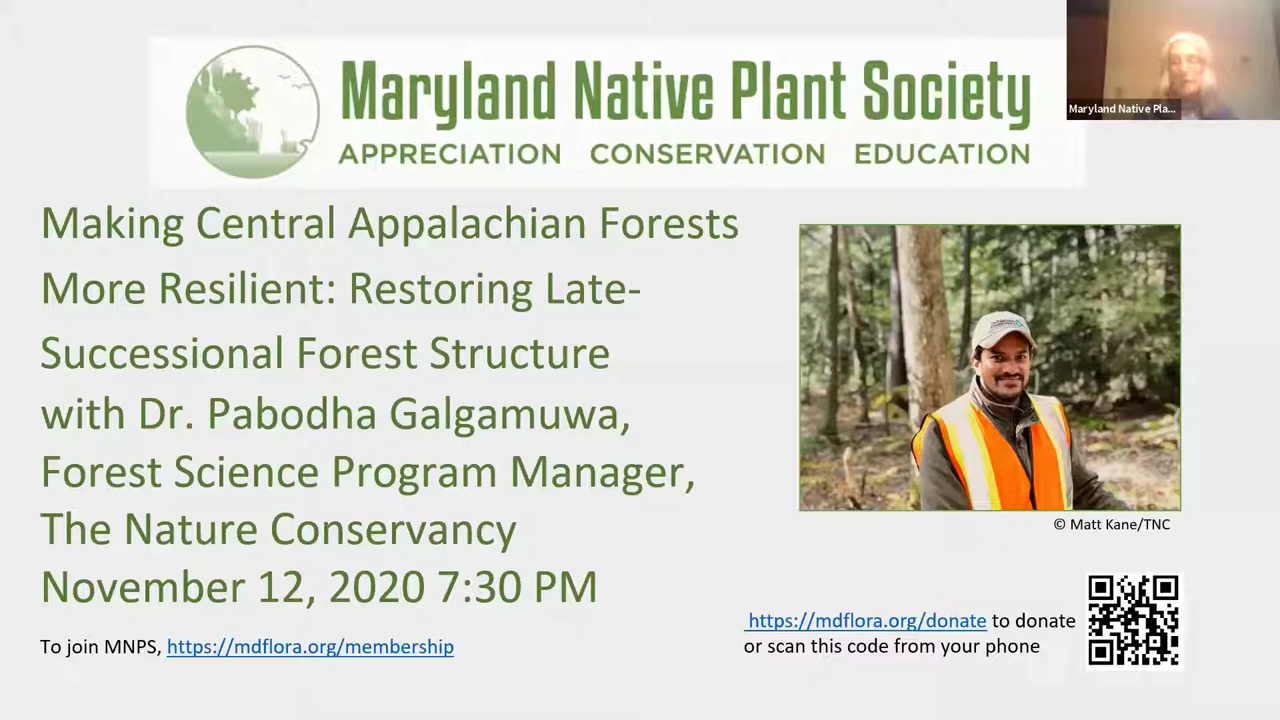 Maryland Native Plant Society
APPRECIATION CONSERVATION EDUCATION
Maryland Native Pla...
Making Central Appalachian Forests
More Resilient: Restoring Late-
Successional Forest Structure
with Dr. Pabodha Galgamuwa,
Forest Science Program Manager,
The Nature Conservancy
November 12, 2020 7:30 PM
© Matt Kane/TNC
To join MNPS, https://mdflora.org/membership
https://mdflora.org/donate to donate
or scan this code from your phone